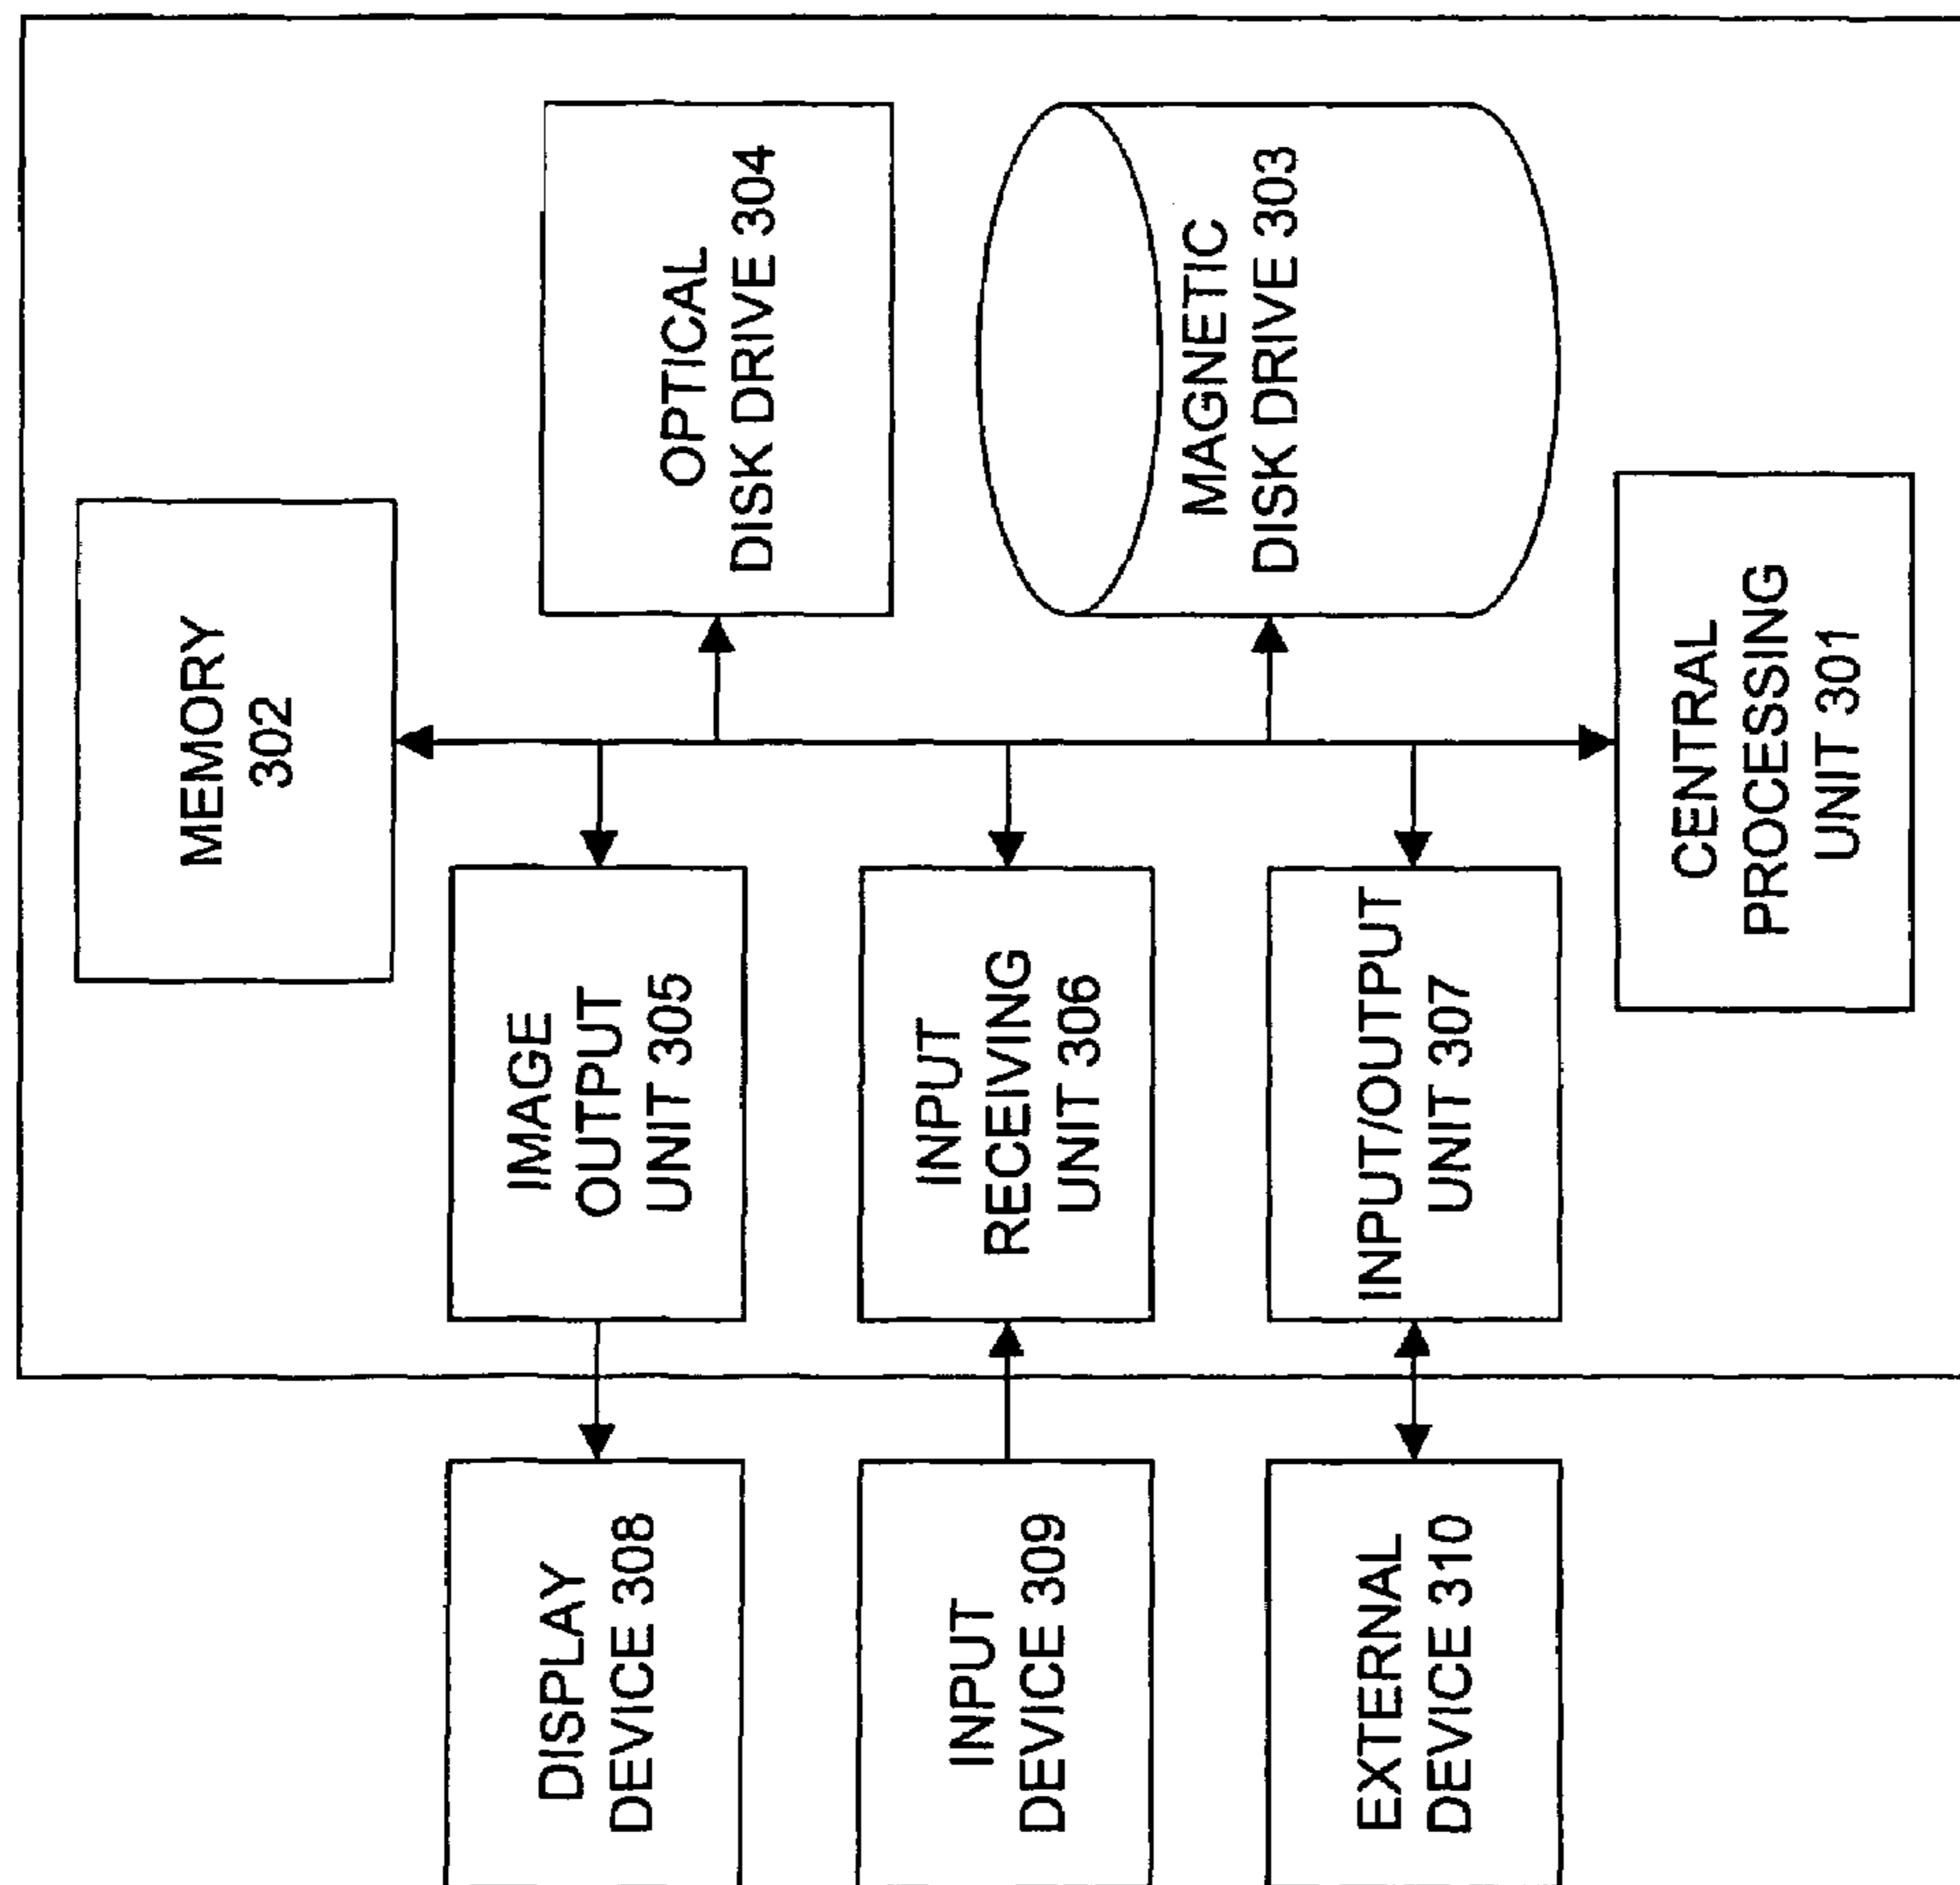 MEMORY
302
OPTICAL
DISK DRIVE 304
MAGNETIC
DISK DRIVE 303
CENTRAL
PROCESSING
UNIT 301
IMAGE
OUTPUT
UNIT 305
INPUT
RECEIVING
UNIT 306
INPUT/OUTPUT
UNIT 307
DISPLAY
DEVICE 308
INPUT
DEVICE 309
EXTERNAL
DEVICE 310